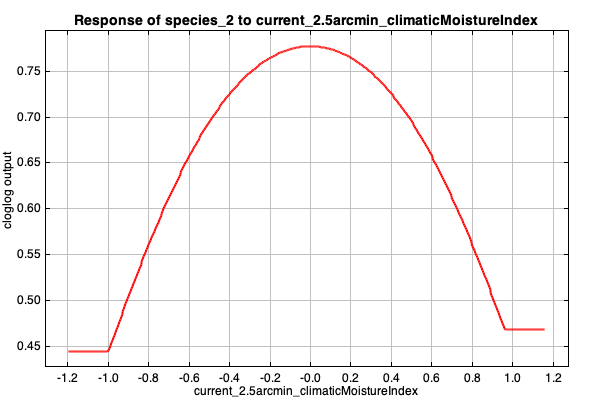 Response of species_2 to current_2.5arcmin_climaticMoistureIndex
cloglog output
0.75
0.70
0.65
0.60
0.55
0.50
0.45
-1.2 -1.0 -0.8 -0.6 -0.4 -0.2 -0.0 0.2 0.4 0.6 0.8 1.0 1.2
current_2.5arcmin_climaticMoistureIndex